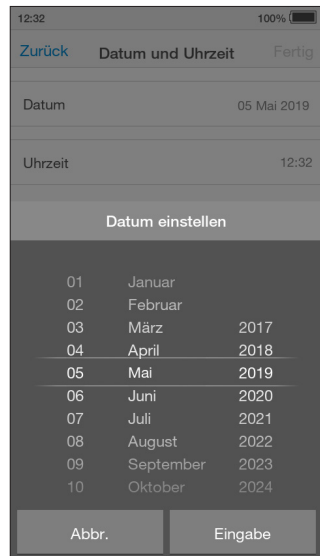 12:32 100%
Zurück Datum und Uhrzeit Fertig
Datum 05 Mai 2019
Uhrzeit 12:32
Datum einstellen
01 Januar
02 Februar
03 März 2017
04 April 2018
05 Mai 2019
06 Juni 2020
07 Juli 2021
08 August 2022
09 September 2023
10 Oktober 2024
Abbr. Eingabe